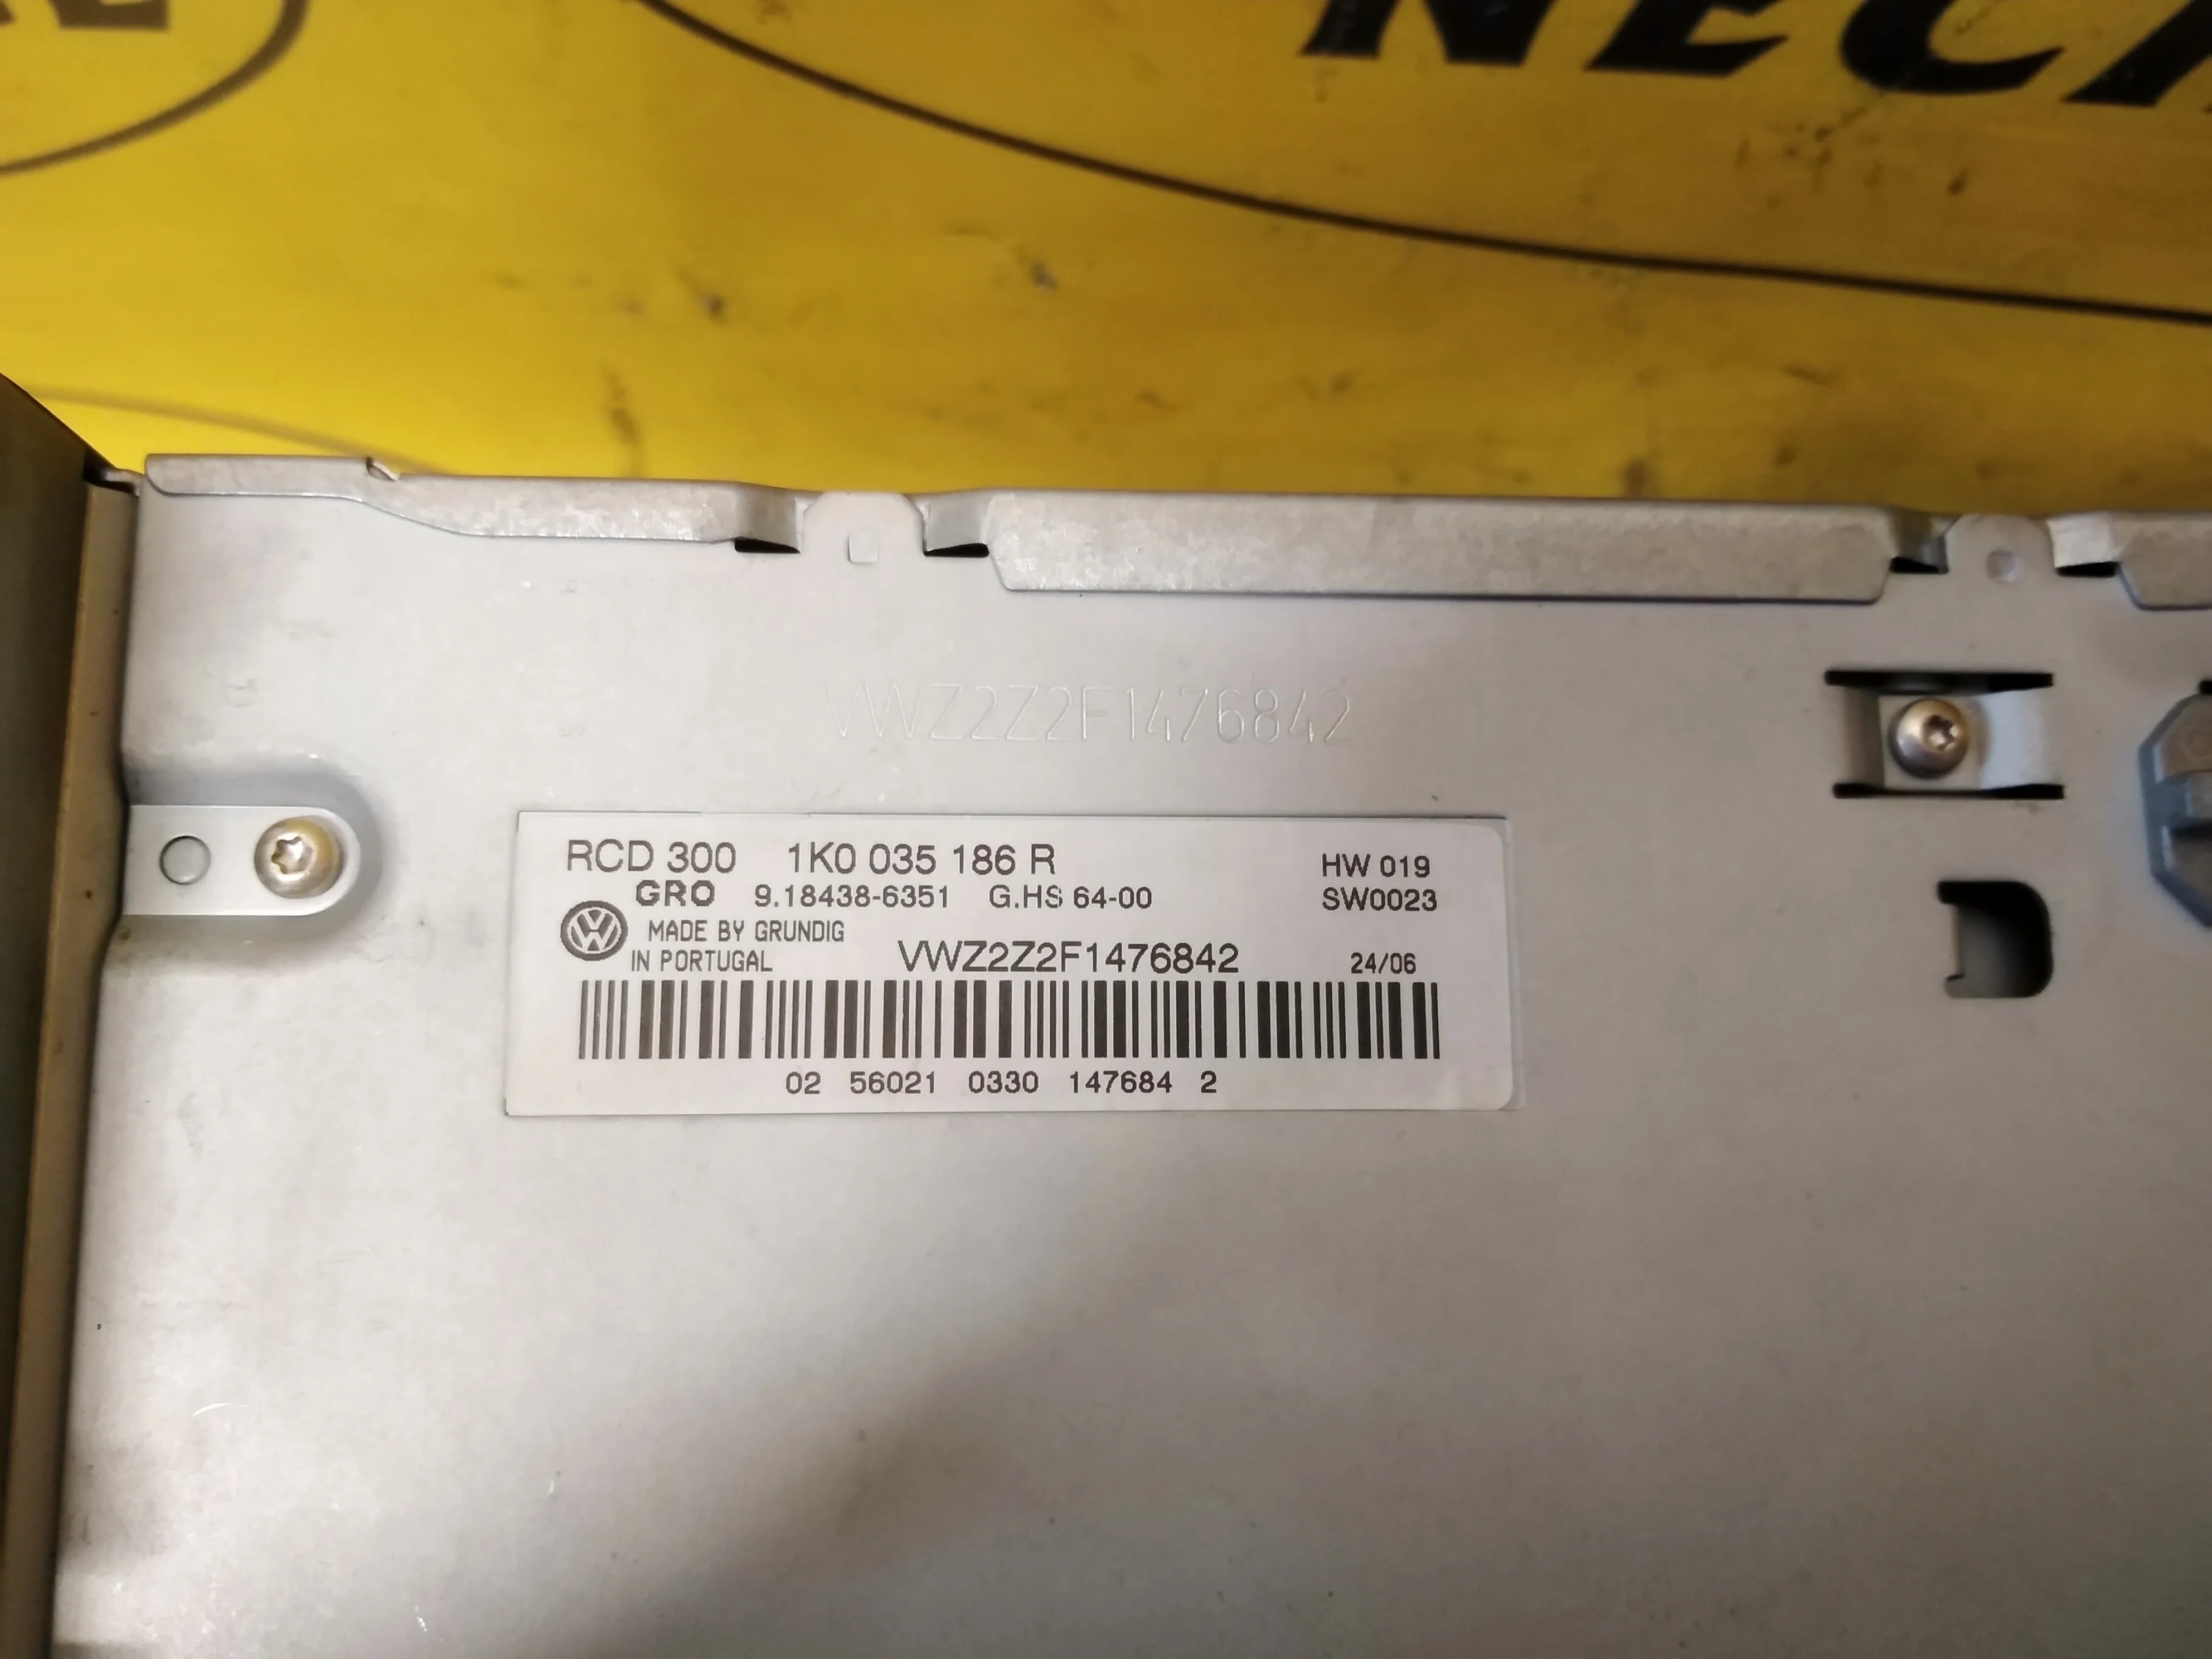 VWZ2Z2F1476842
RCD 300 1K0 035 186 R HW 019
GRO 9.18438-6351 G.HS 64-00 SW0023
MADE BY GRUNDIG
IN PORTUGAL VWZ2Z2F1476842 24/06
02 56021 0330 147684 2